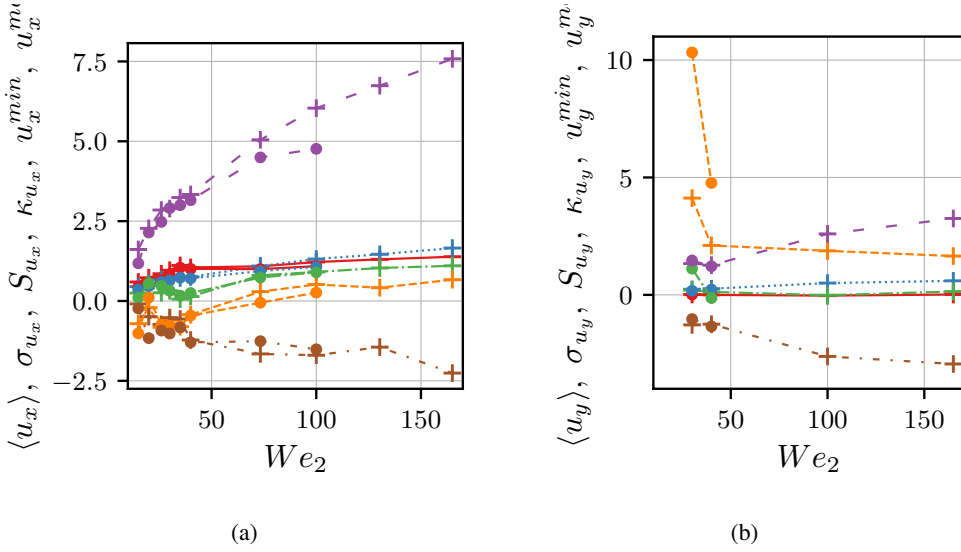 ⟨u_x⟩, σ_{u_x}, S_{u_x}, κ_{u_x}, u_x^{min},
7.5
5.0
2.5
0.0
−2.5
50
100
150
We_2
(a)
⟨u_y⟩, σ_{u_y}, S_{u_y}, κ_{u_y}, u_y^{min},
10
5
0
50
100
150
We_2
(b)